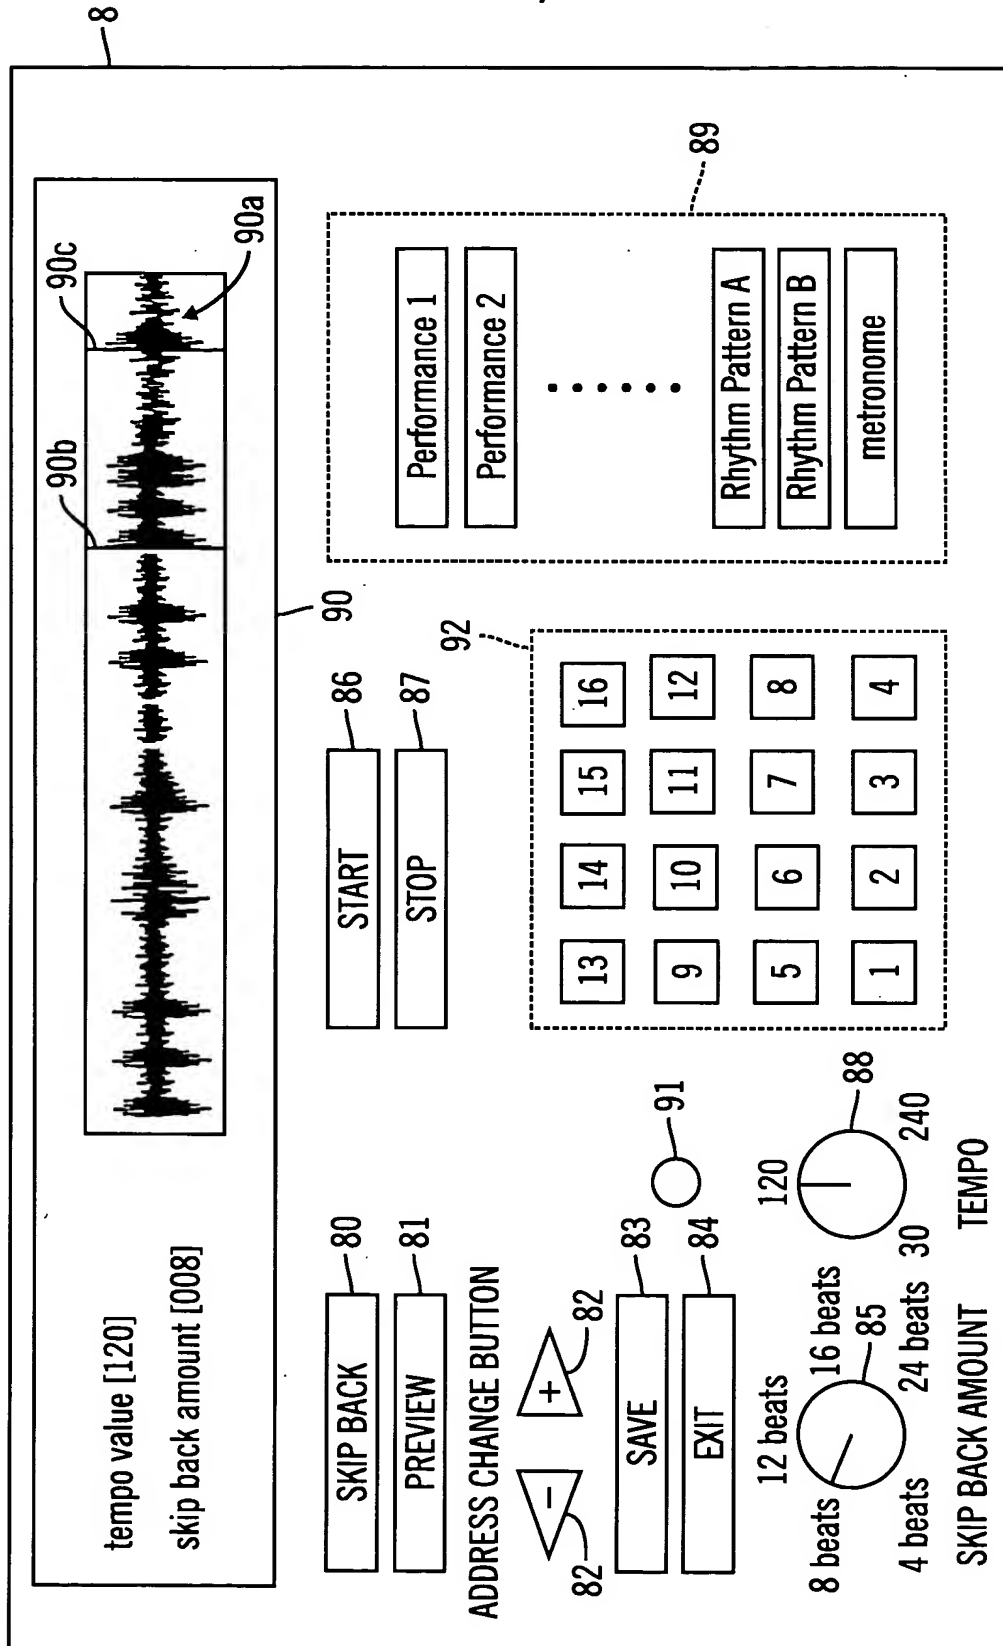 8
tempo value [120]
skip back amount [008]
90b
90c
90a
90
SKIP BACK
80
PREVIEW
81
ADDRESS CHANGE BUTTON
−
+
82
82
SAVE
83
EXIT
84
91
START
86
STOP
87
92
13
14
15
16
9
10
11
12
5
6
7
8
1
2
3
4
89
Performance 1
Performance 2
Rhythm Pattern A
Rhythm Pattern B
metronome
12 beats
8 beats
16 beats
4 beats
24 beats
85
SKIP BACK AMOUNT
120
88
30
240
TEMPO